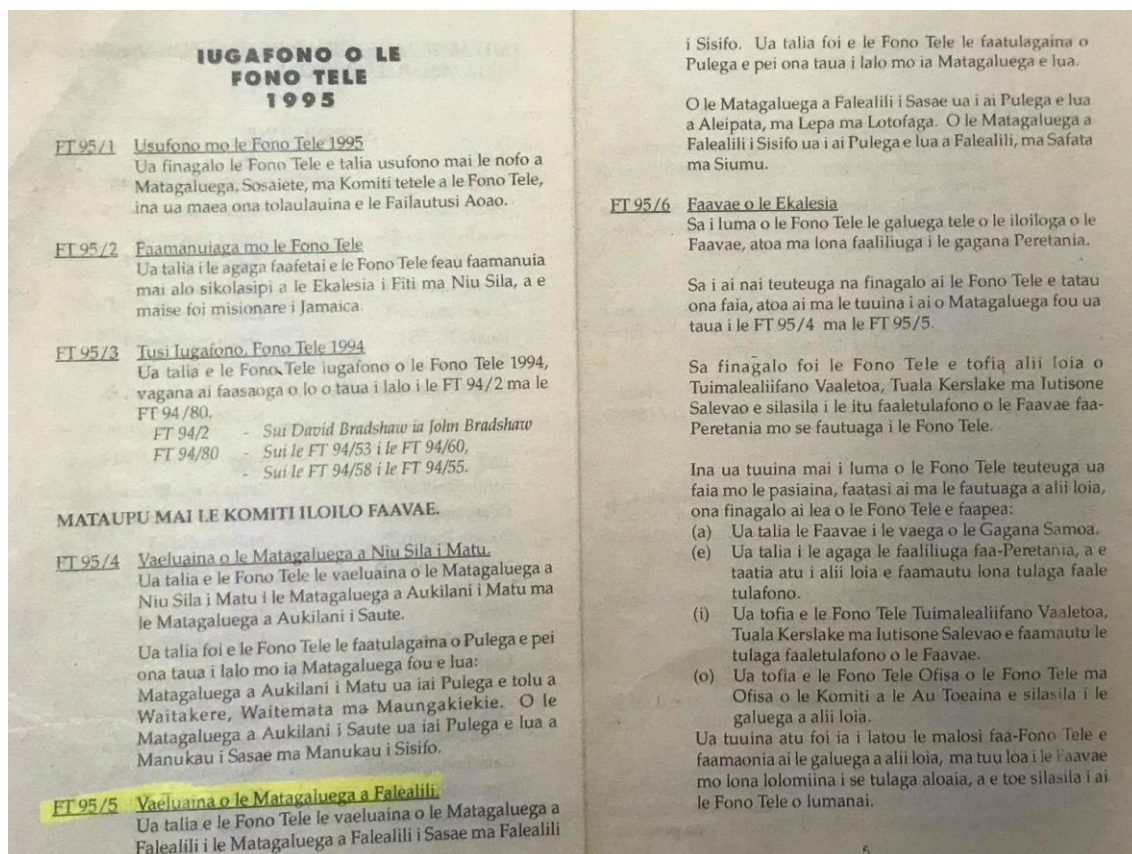 IUGAFONO O LE
FONO TELE
1995
FT 95/1 Usufono mo le Fono Tele 1995
Ua finagalo le Fono Tele e talia usufono mai le nofo a
Matagaluega, Sosaiete, ma Komiti tetele a le Fono Tele,
ina ua maea ona tolaulauina e le Failautusi Aoao.
FT 95/2 Faamanuiaga mo le Fono Tele
Ua talia i le agaga faafetai e le Fono Tele feau faamanuia
mai alo sikolasipi a le Ekalesia i Fiti ma Niu Sila, a e
maise foi misionare i Jamaica.
FT 95/3 Tusi Iugafono, Fono Tele 1994
Ua talia e le Fono Tele iugafono o le Fono Tele 1994,
vagana ai faasaoga o lo o taua i lalo i le FT 94/2 ma le
FT 94/80.
FT 94/2 - Sui David Bradshaw ia John Bradshaw
FT 94/80 - Sui le FT 94/53 i le FT 94/60,
- Sui le FT 94/58 i le FT 94/55.
MATAUPU MAI LE KOMITI ILOILO FAAVAE.
FT 95/4 Vaeluaina o le Matagaluega a Niu Sila i Matu.
Ua talia e le Fono Tele le vaeluaina o le Matagaluega a
Niu Sila i Matu i le Matagaluega a Aukilani i Matu ma
le Matagaluega a Aukilani i Saute.
Ua talia foi e le Fono Tele le faatulagaina o Pulega e pei
ona taua i lalo mo ia Matagaluega fou e lua:
Matagaluega a Aukilani i Matu ua iai Pulega e tolu a
Waitakere, Waitemata ma Maungakiekie. O le
Matagaluega a Aukilani i Saute ua iai Pulega e lua a
Manukau i Sasae ma Manukau i Sisifo.
FT 95/5 Vaeluaina o le Matagaluega a Falealili.
Ua talia e le Fono Tele le vaeluaina o le Matagaluega a
Falealili i le Matagaluega a Falealili i Sasae ma Falealili
i Sisifo. Ua talia foi e le Fono Tele le faatulagaina o
Pulega e pei ona taua i lalo mo ia Matagaluega e lua.
O le Matagaluega a Falealili i Sasae ua i ai Pulega e lua
a Aleipata, ma Lepa ma Lotofaga. O le Matagaluega a
Falealili i Sisifo ua i ai Pulega e lua a Falealili, ma Safata
ma Siumu.
FT 95/6 Faavae o le Ekalesia
Sa i luma o le Fono Tele le galuega tele o le iloiloga o le
Faavae, atoa ma lona faaliliuga i le gagana Peretania.
Sa i ai nai teuteuga na finagalo ai le Fono Tele e tatau
ona faia, atoa ai ma le tuuina i ai o Matagaluega fou ua
taua i le FT 95/4 ma le FT 95/5.
Sa finagalo foi le Fono Tele e tofia alii loia o
Tuimalealiifano Vaaletoa, Tuala Kerslake ma Iutisone
Salevao e silasila i le itu faaletulafono o le Faavae faa-
Peretania mo se fautuaga i le Fono Tele.
Ina ua tuuina mai i luma o le Fono Tele teuteuga ua
faia mo le pasiaina, faatasi ai ma le fautuaga a alii loia,
ona finagalo ai lea o le Fono Tele e faapea:
(a) Ua talia le Faavae i le vaega o le Gagana Samoa.
(e) Ua talia i le agaga le faaliliuga faa-Peretania, a e
taatia atu i alii loia e faamautu lona tulaga faale
tulafono.
(i) Ua tofia e le Fono Tele Tuimalealiifano Vaaletoa,
Tuala Kerslake ma Iutisone Salevao e faamautu le
tulaga faaletulafono o le Faavae.
(o) Ua tofia e le Fono Tele Ofisa o le Fono Tele ma
Ofisa o le Komiti a le Au Toeaina e silasila i le
galuega a alii loia.
Ua tuuina atu foi ia i latou le malosi faa-Fono Tele e
faamaonia ai le galuega a alii loia, ma tuu loa i le Faavae
mo lona lolomiina i se tulaga aloaia, a e toe silasila i ai
le Fono Tele o lumanai.
5